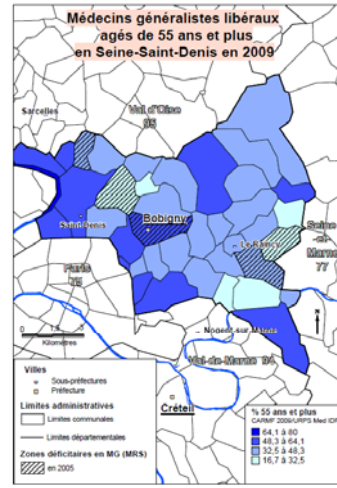 Médecins généralistes libéraux
agés de 55 ans et plus
en Seine-Saint-Denis en 2009
Sarcelles
Val d'Oise
95
Saint-Denis
Bobigny
Le Raincy
Seine
et
Marne
77
Paris
75
Nogent-sur-Marne
Val-de-Marne 94
Créteil
Kilomètres
N
Villes
Sous-préfectures
Préfecture
Limites administratives
Limites communales
Limites départementales
Zones déficitaires en MG (MRS)
en 2005
% 55 ans et plus
CARMF 2009/URPS Med IDF
64,1 à 80
48,3 à 64,1
32,5 à 48,3
16,7 à 32,5